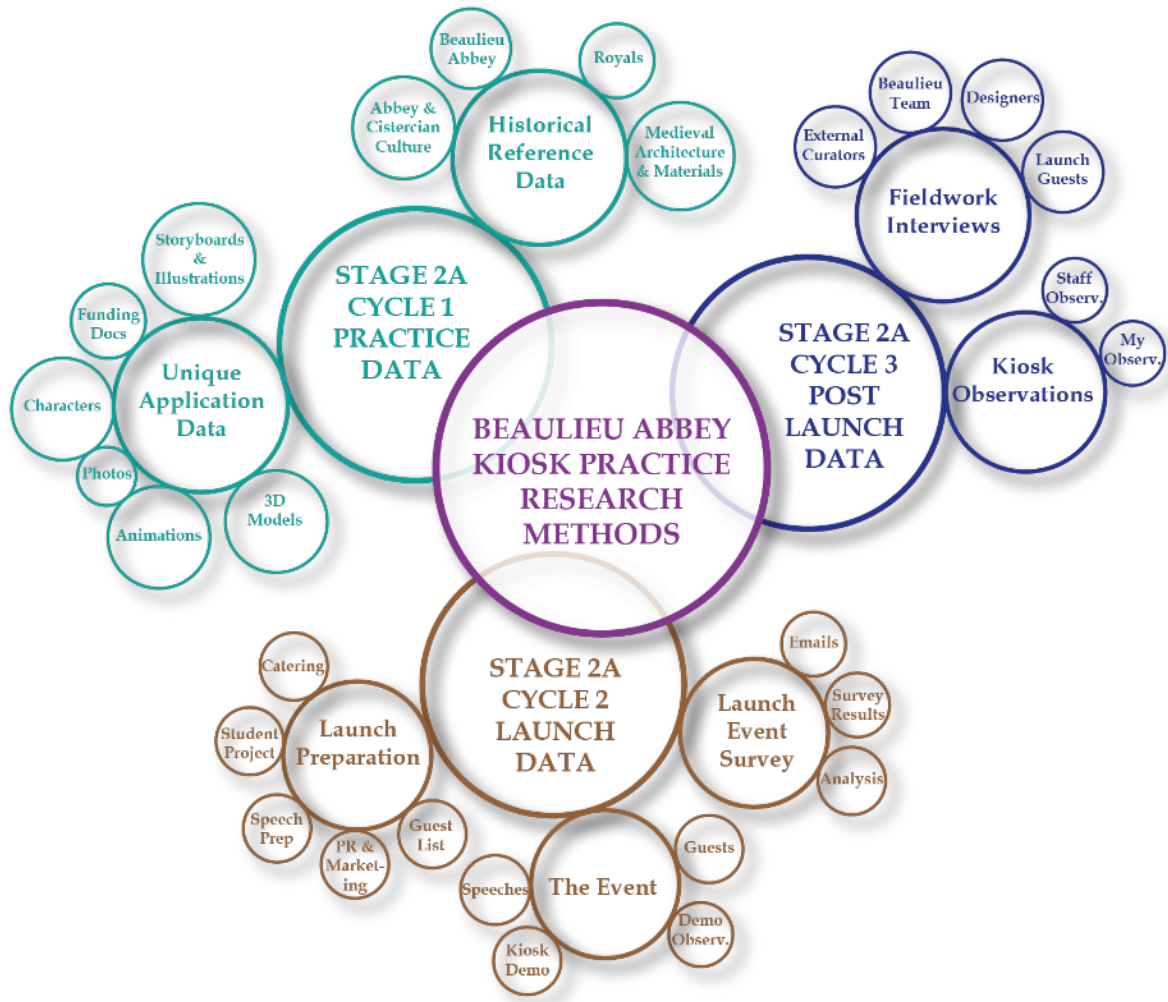 Beaulieu
Abbey
Royals
Abbey &
Cistercian
Culture
Historical
Reference
Data
Medieval
Architecture
& Materials
Beaulieu
Team
Designers
External
Curators
Launch
Guests
Fieldwork
Interviews
Storyboards
&
Illustrations
Funding
Docs
Characters
Photos
Animations
3D
Models
Unique
Application
Data
STAGE 2A
CYCLE 1
PRACTICE
DATA
Staff
Observ.
My
Observ.
Kiosk
Observations
STAGE 2A
CYCLE 3
POST
LAUNCH
DATA
BEAULIEU ABBEY
KIOSK PRACTICE
RESEARCH
METHODS
Catering
Student
Project
Speech
Prep
PR &
Market-
ing
Guest
List
Launch
Preparation
STAGE 2A
CYCLE 2
LAUNCH
DATA
Emails
Survey
Results
Analysis
Launch
Event
Survey
Speeches
Kiosk
Demo
The Event
Guests
Demo
Observ.